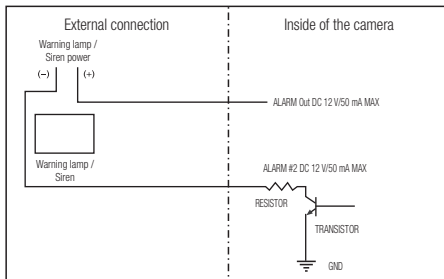 External connection
Inside of the camera
Warning lamp /
Siren power
(–)
(+)
ALARM Out DC 12 V/50 mA MAX
Warning lamp /
Siren
ALARM #2 DC 12 V/50 mA MAX
RESISTOR
TRANSISTOR
GND